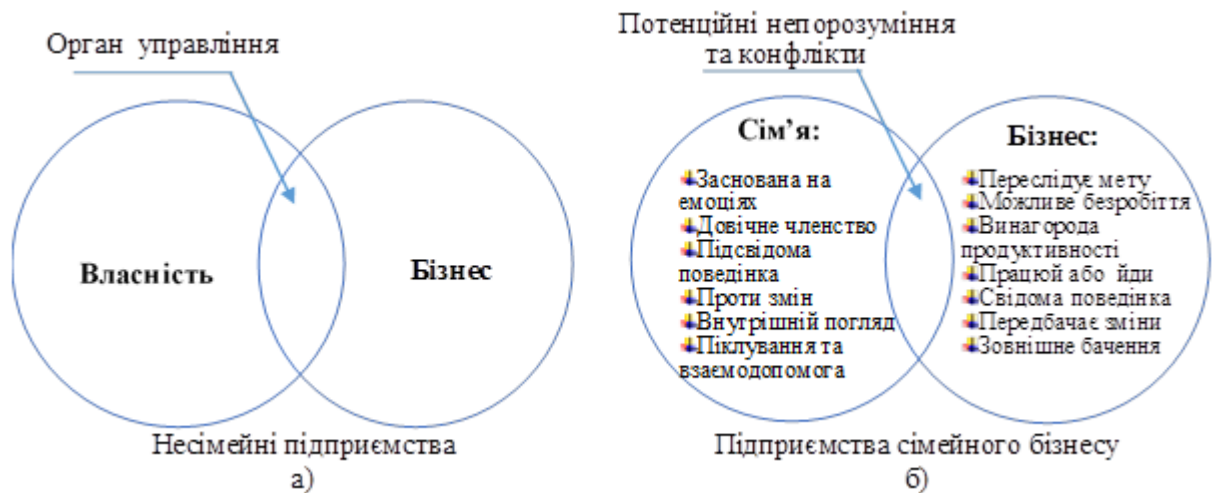 Орган управління
Власність
Бізнес
Несімейні підприємства
а)
Потенційні непорозуміння
та конфлікти
Сім’я:
Заснована на
емоціях
Довічне членство
Підсвідома
поведінка
Проти змін
Внутрішній погляд
Піклування та
взаємодопомога
Бізнес:
Переслідує мету
Можливе безробіття
Винагорода
продуктивності
Працюй або йди
Свідома поведінка
Передбачає зміни
Зовнішне бачення
Підприємства сімейного бізнесу
б)